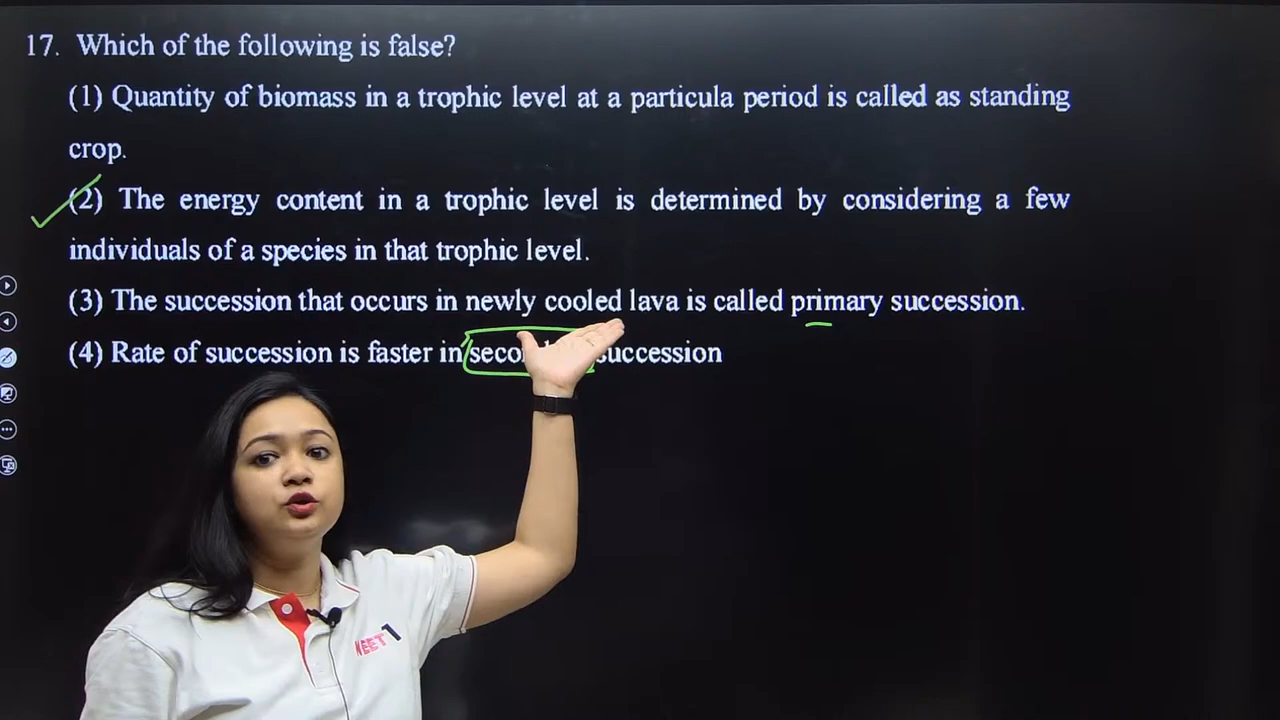 17. Which of the following is false?
(1) Quantity of biomass in a trophic level at a particula period is called as standing
crop.
(2) The energy content in a trophic level is determined by considering a few
individuals of a species in that trophic level.
(3) The succession that occurs in newly cooled lava is called primary succession.
(4) Rate of succession is faster in succession
NEET 1